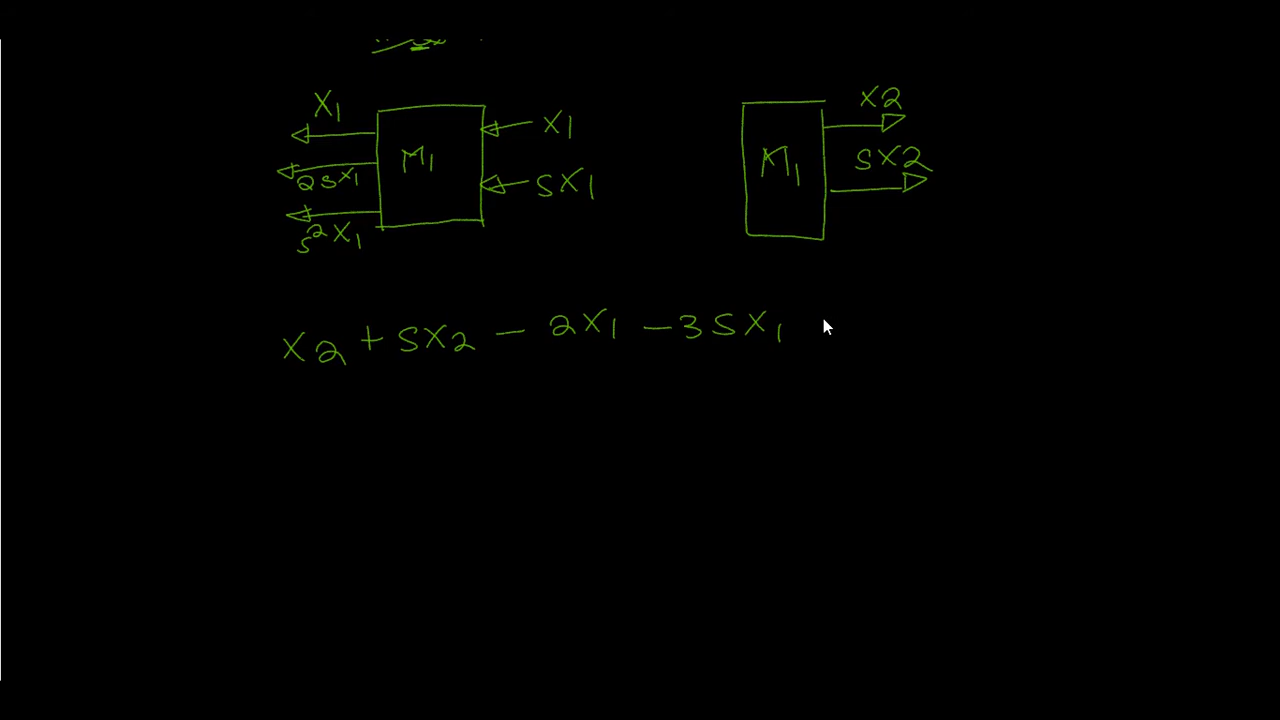 X1 X1 X2
M1 M1
2SX1 SX1 SX2
S²X1
X2 + SX2 - 2X1 - 3SX1